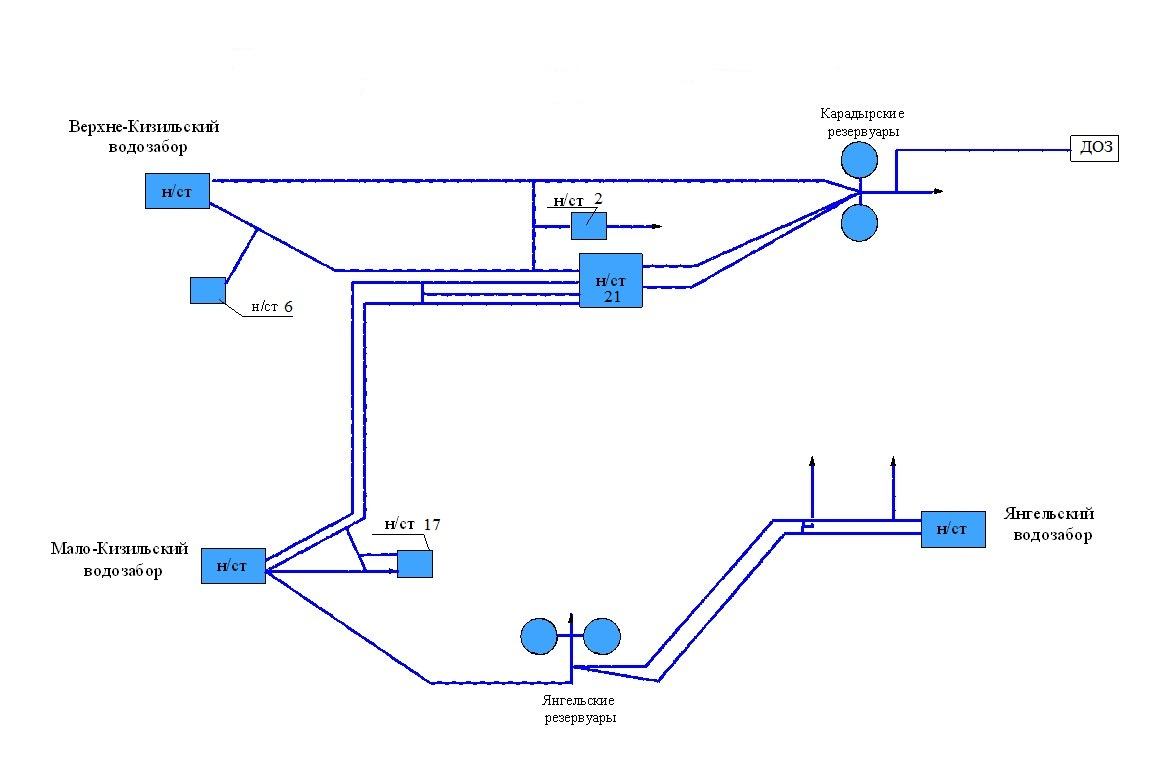 Карадырские
резервуары
Верхне-Кизильский
водозабор
ДОЗ
н/ст
н/ст 2
н/ст
21
н/ст 6
Янгельский
водозабор
н/ст
н/ст 17
Мало-Кизильский
водозабор
н/ст
Янгельские
резервуары